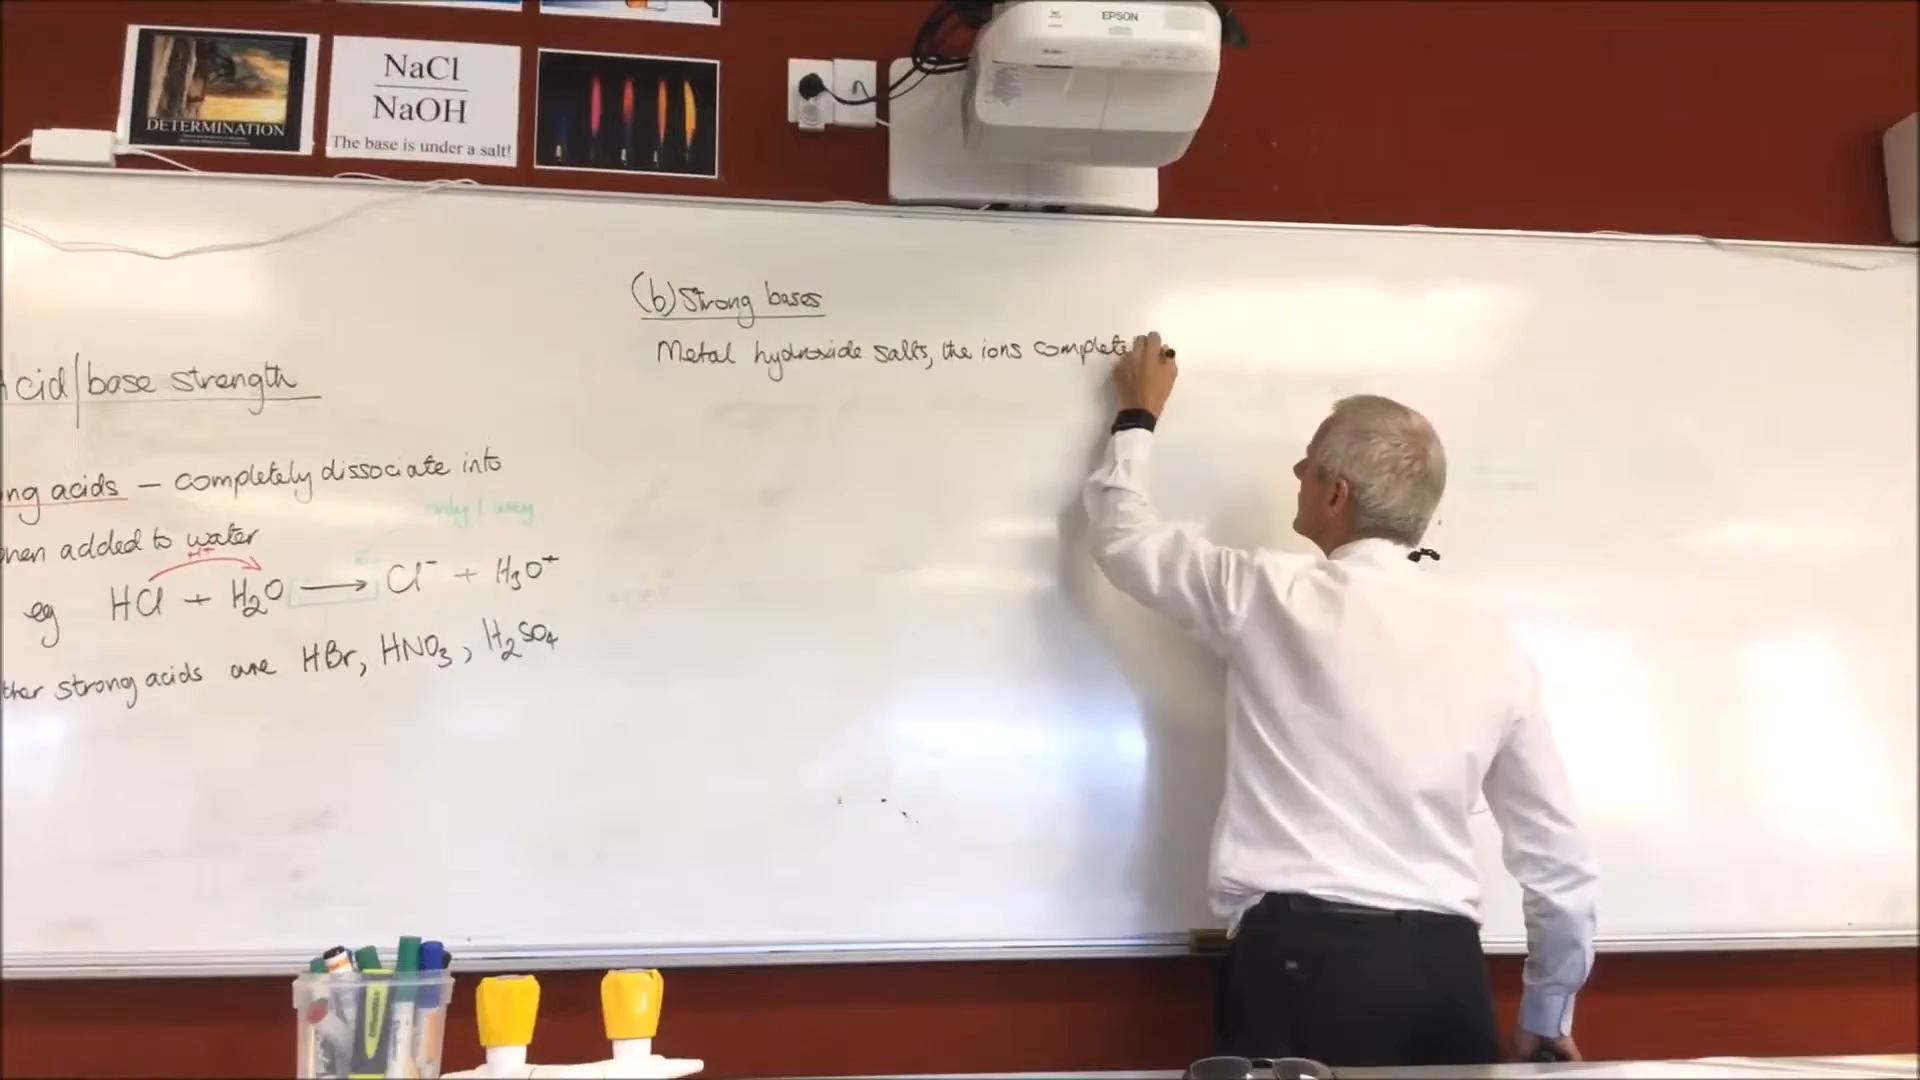 EPSON
DETERMINATION
NaCl
NaOH
The base is under a salt!
Acid/base strength
ng acids – completely dissociate into
only 1 way
hen added to water
H+
eg HCl + H₂O ⟶ Cl⁻ + H₃O⁺
ther strong acids are HBr, HNO₃, H₂SO₄
(b) Strong bases
Metal hydroxide salts, the ions complete